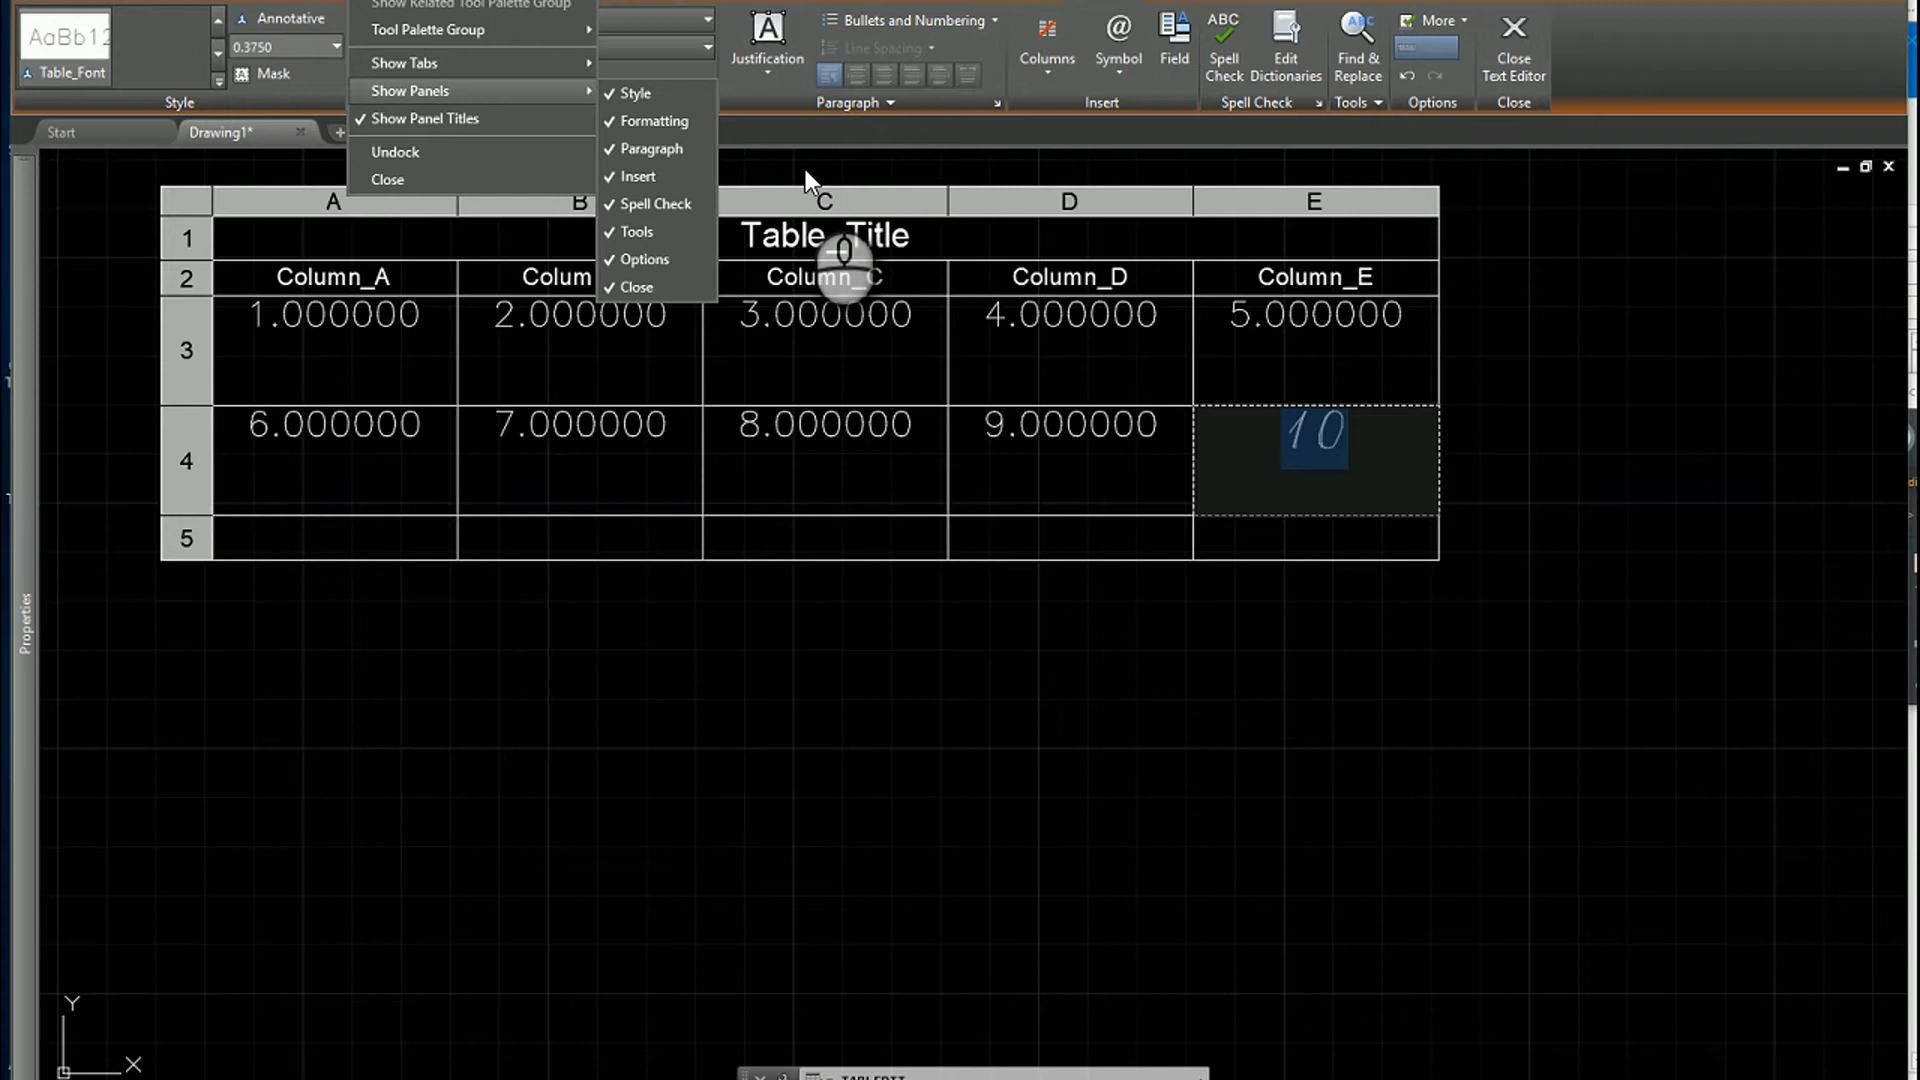 Show Related Tool Palette Group
AaBb12
Annotative
Tool Palette Group
Bullets and Numbering
ABC
ABC
More
0.3750
Line Spacing
Show Tabs
Justification
Columns
Symbol
Field
Spell Check
Edit Dictionaries
Find & Replace
Close Text Editor
Table_Font
Mask
Show Panels
Style
Style
Paragraph
Insert
Spell Check
Tools
Options
Close
Show Panel Titles
Formatting
Start
Drawing1*
Undock
Paragraph
Close
Insert
Spell Check
Tools
Options
Close
A B C D E
1 Table_Title
2 Column_A Colum Column_C Column_D Column_E
3 1.000000 2.000000 3.000000 4.000000 5.000000
4 6.000000 7.000000 8.000000 9.000000 10
5
Properties
Y
X
TABLEDIT